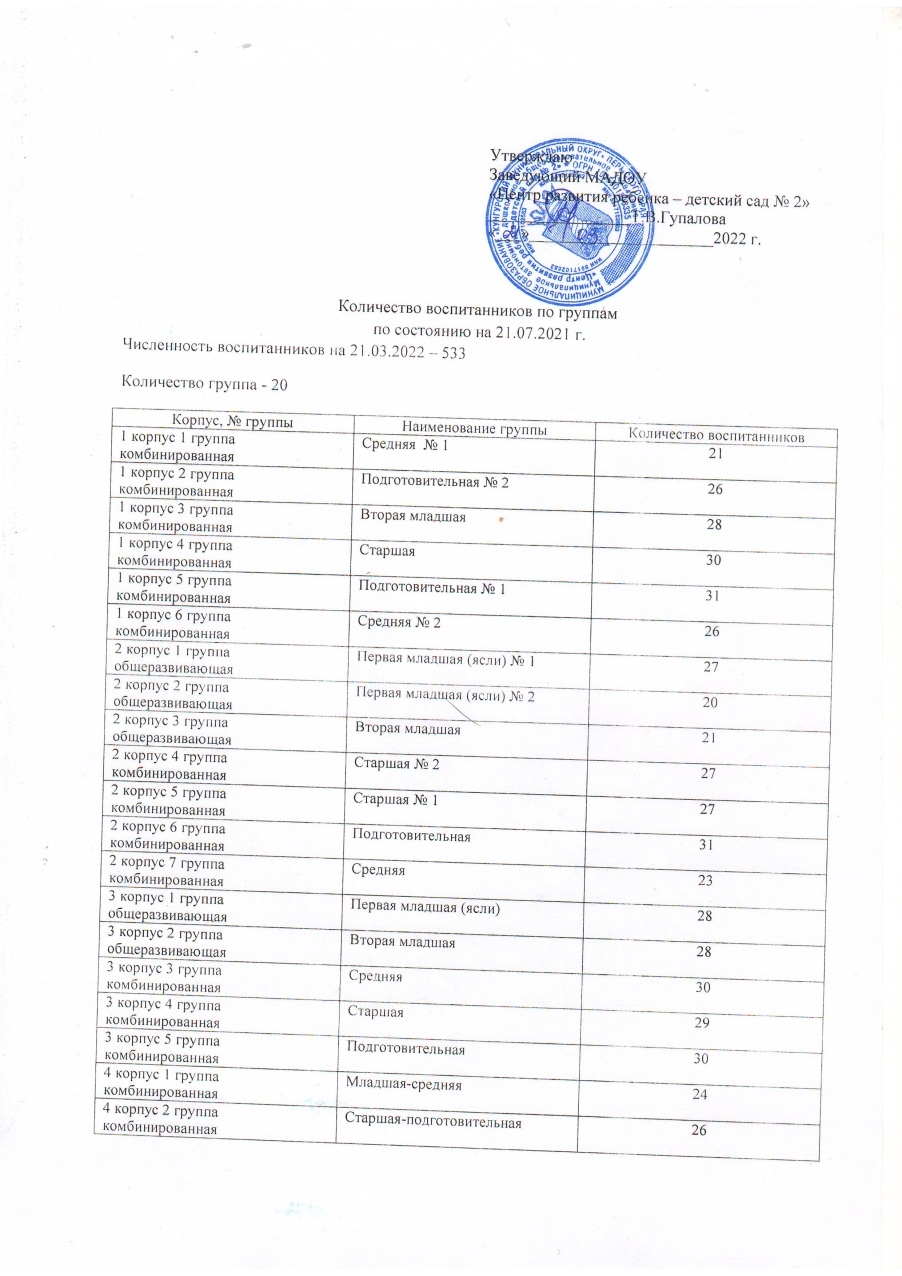 Утверждаю
Заведующий МАДОУ
«Центр развития ребенка – детский сад № 2»
Т.В.Гупалова
2022 г.
Количество воспитанников по группам
по состоянию на 21.07.2021 г.
Численность воспитанников на 21.03.2022 – 533
Количество группа - 20
Корпус, № группы Наименование группы Количество воспитанников
1 корпус 1 группа Средняя № 1 21
комбинированная
1 корпус 2 группа Подготовительная № 2 26
комбинированная
1 корпус 3 группа Вторая младшая 28
комбинированная
1 корпус 4 группа Старшая 30
комбинированная
1 корпус 5 группа Подготовительная № 1 31
комбинированная
1 корпус 6 группа Средняя № 2 26
комбинированная
2 корпус 1 группа Первая младшая (ясли) № 1 27
общеразвивающая
2 корпус 2 группа Первая младшая (ясли) № 2 20
общеразвивающая
2 корпус 3 группа Вторая младшая 21
общеразвивающая
2 корпус 4 группа Старшая № 2 27
комбинированная
2 корпус 5 группа Старшая № 1 27
комбинированная
2 корпус 6 группа Подготовительная 31
комбинированная
2 корпус 7 группа Средняя 23
комбинированная
3 корпус 1 группа Первая младшая (ясли) 28
общеразвивающая
3 корпус 2 группа Вторая младшая 28
общеразвивающая
3 корпус 3 группа Средняя 30
комбинированная
3 корпус 4 группа Старшая 29
комбинированная
3 корпус 5 группа Подготовительная 30
комбинированная
4 корпус 1 группа Младшая-средняя 24
комбинированная
4 корпус 2 группа Старшая-подготовительная 26
комбинированная